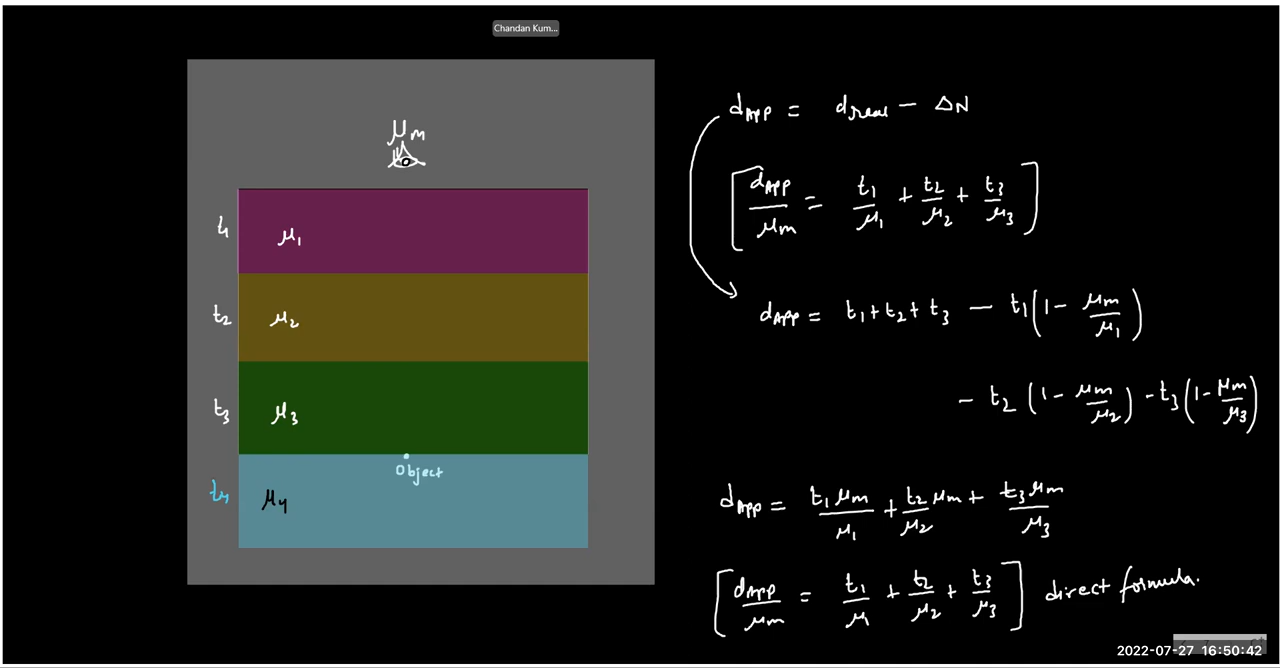 Chandan Kum...
μm
t1 μ1
t2 μ2
t3 μ3
Object
t4 μ4
dApp = dreal - ΔN
[dApp/μm = t1/μ1 + t2/μ2 + t3/μ3]
dApp = t1 + t2 + t3 - t1(1 - μm/μ1)
- t2(1 - μm/μ2) - t3(1 - μm/μ3)
dApp = t1μm/μ1 + t2μm/μ2 + t3μm/μ3
[dApp/μm = t1/μ1 + t2/μ2 + t3/μ3] direct formula.
2022-07-27 16:50:42